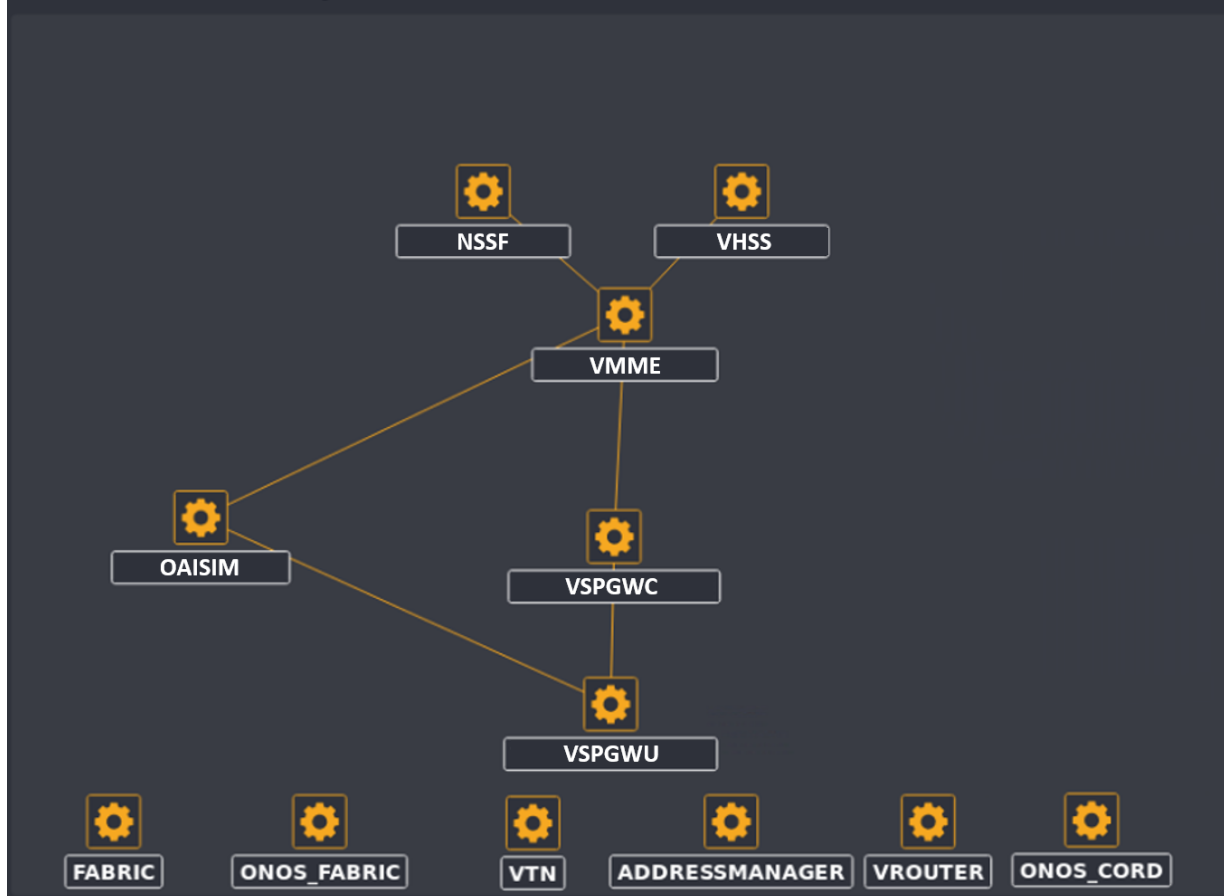 NSSF
VHSS
VMME
OAISIM
VSPGWC
VSPGWU
FABRIC
ONOS_FABRIC
VTN
ADDRESSMANAGER
VROUTER
ONOS_CORD